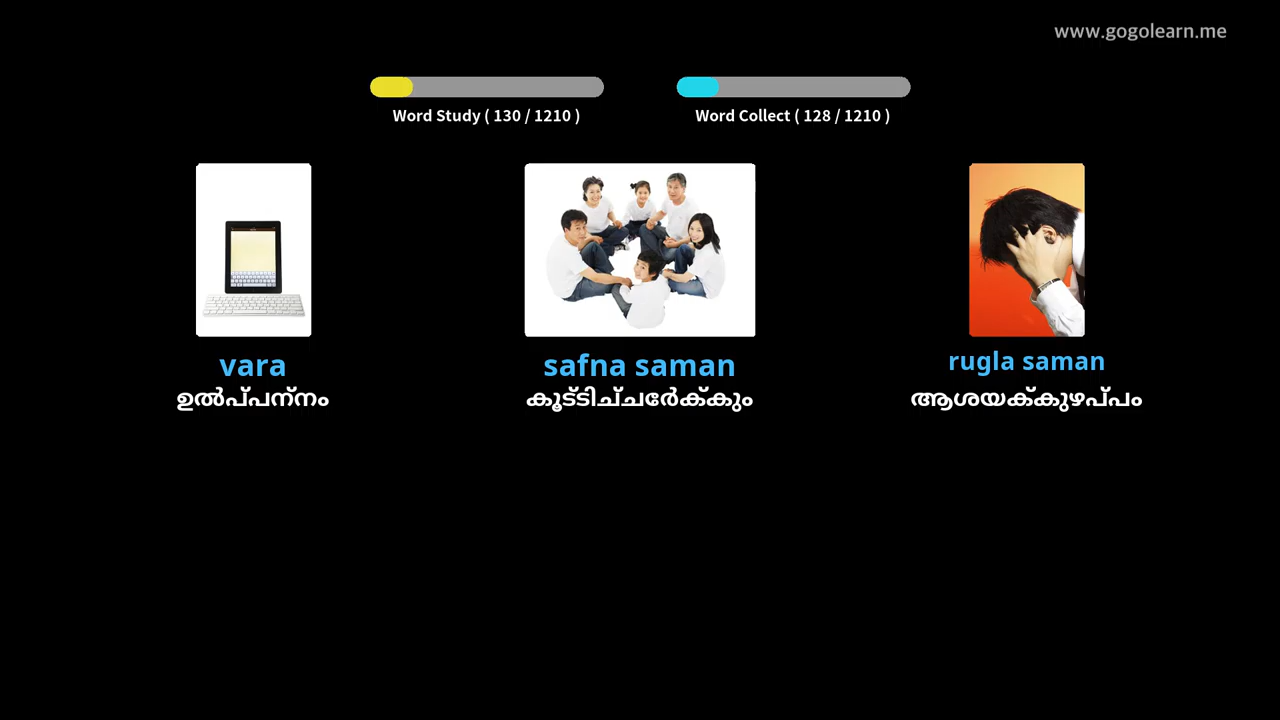 www.gogolearn.me
Word Study ( 130 / 1210 )
Word Collect ( 128 / 1210 )
vara
ഉൽപ്പന്നം
safna saman
കൂട്ടിച്ചേർക്കും
rugla saman
ആശയക്കുഴപ്പം